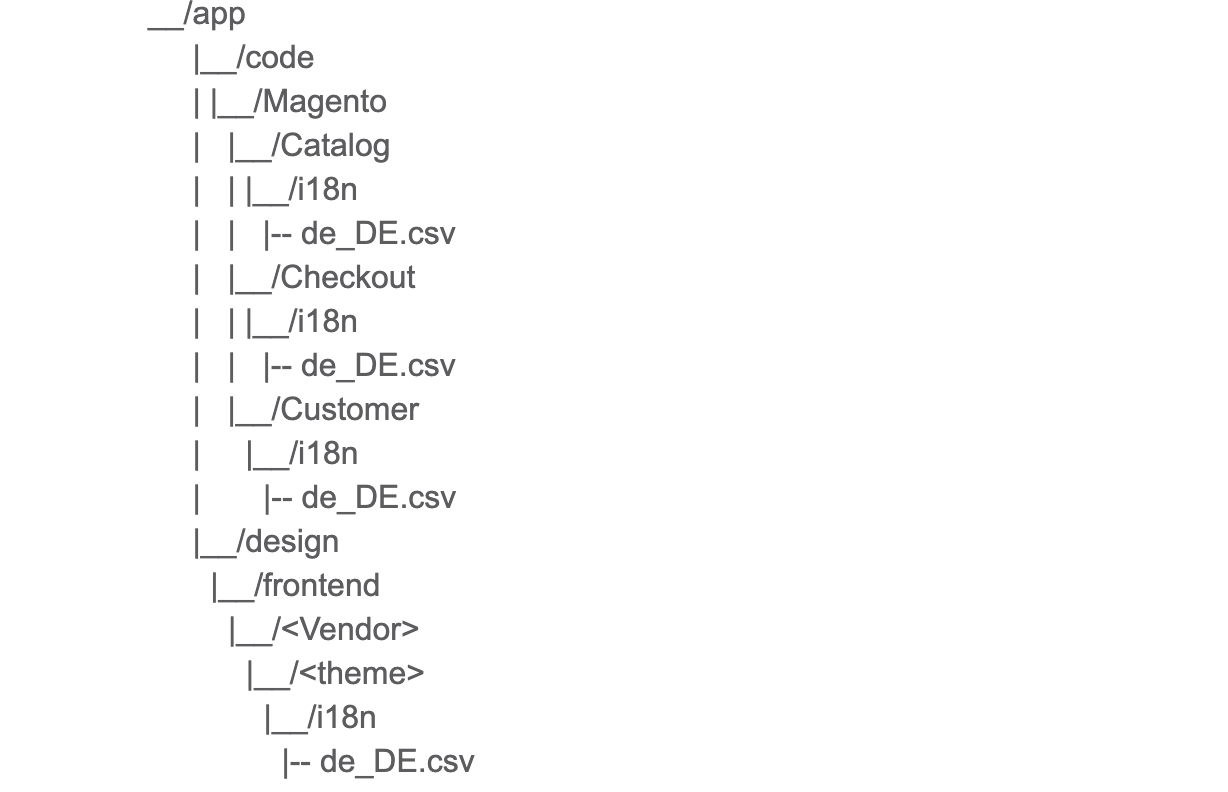 __/app
|__/code
| |__/Magento
|   |__/Catalog
|   | |__/i18n
|   |   |-- de_DE.csv
|   |__/Checkout
|   | |__/i18n
|   |   |-- de_DE.csv
|   |__/Customer
|     |__/i18n
|       |-- de_DE.csv
|__/design
|__/frontend
|__/<Vendor>
|__/<theme>
|__/i18n
|-- de_DE.csv